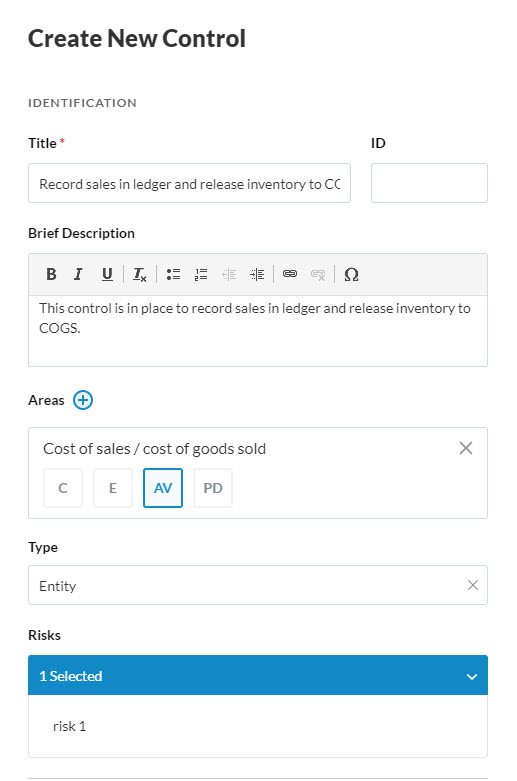 Create New Control
IDENTIFICATION
Title *
ID
Record sales in ledger and release inventory to CC
Brief Description
B I U Tx Ω
This control is in place to record sales in ledger and release inventory to
COGS.
Areas
Cost of sales / cost of goods sold
C E AV PD
Type
Entity
Risks
1 Selected
risk 1